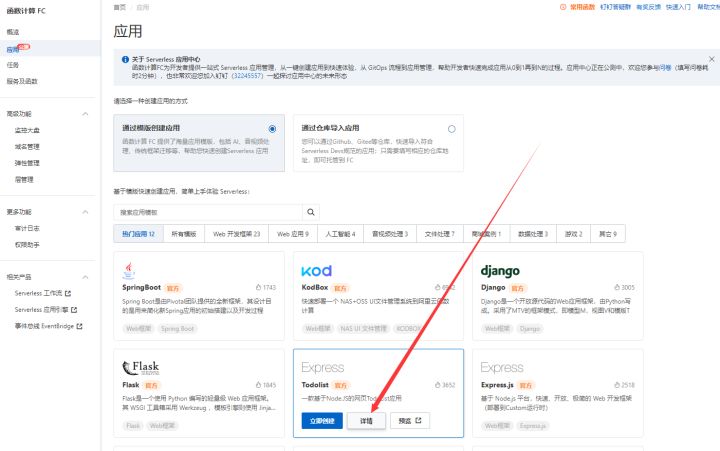 函数计算 FC
首页 / 应用
常用函数 钉钉答疑群 有奖反馈 快速入门 帮助文档
概览
应用
任务
服务及函数
高级功能
监控大盘
域名管理
弹性管理
层管理
更多功能
审计日志
权限助手
相关产品
Serverless 工作流
Serverless 应用引擎
事件总线 EventBridge
应用
关于 Serverless 应用中心
函数计算FC为开发者提供一站式 Serverless 应用管理，从一键创建应用到快速体验，从 GitOps 流程到应用管理，帮助开发者快速完成应用从0到1再到N的过程。应用中心正在公测中，欢迎您参与问卷（填写问卷耗
时2分钟），也非常欢迎您加入钉钉（32245557）一起探讨应用中心的未来形态
请选择一种创建应用的方式
通过模版创建应用
函数计算 FC 提供了海量应用模版，包括 AI、音视频处
理、传统框架迁移等，帮助您快速创建Serverless 应用
通过仓库导入应用
您可以通过Github、Gitee等仓库，快速导入符合
Serverless Devs规范的应用；只需要填写相应的仓库地
址，即可托管到 FC
基于模版快速创建应用，简单上手体验 Serverless：
搜索应用模板
热门应用 12 所有模版 Web 开发框架 23 Web 应用 9 人工智能 4 音视频处理 3 文件处理 7 商城案例 1 数据处理 3 游戏 2 其它 9
SpringBoot 官方 1743
Spring Boot是由Pivotal团队提供的全新框架，其设计目
的是用来简化新Spring应用的初始搭建以及开发过程
Web框架 Spring Boot
kod
KodBox 官方
快速部署一个 NAS+OSS UI文件管理系统到阿里云函数
计算
Web框架 NAS UI 文件管理 KODBOX
django
Django 官方 3005
Django是一个开放源代码的Web应用框架，由Python写
成。采用了MTV的框架模式，即模型M，视图V和模版T
Web框架 Django
Flask
Flask 官方 1845
Flask是一个使用 Python 编写的轻量级 Web 应用框架。
其 WSGI 工具箱采用 Werkzeug ，模板引擎则使用 Jinja...
Flask Web框架
Express
Todolist 官方 3652
一款基于Node.JS的网页Todolist应用
立即创建 详情 预览
Express
Express.js 官方 2518
基于 Node.js 平台，快速、开放、极简的 Web 开发框架
（部署到Custom运行时）
Web框架 Express.js